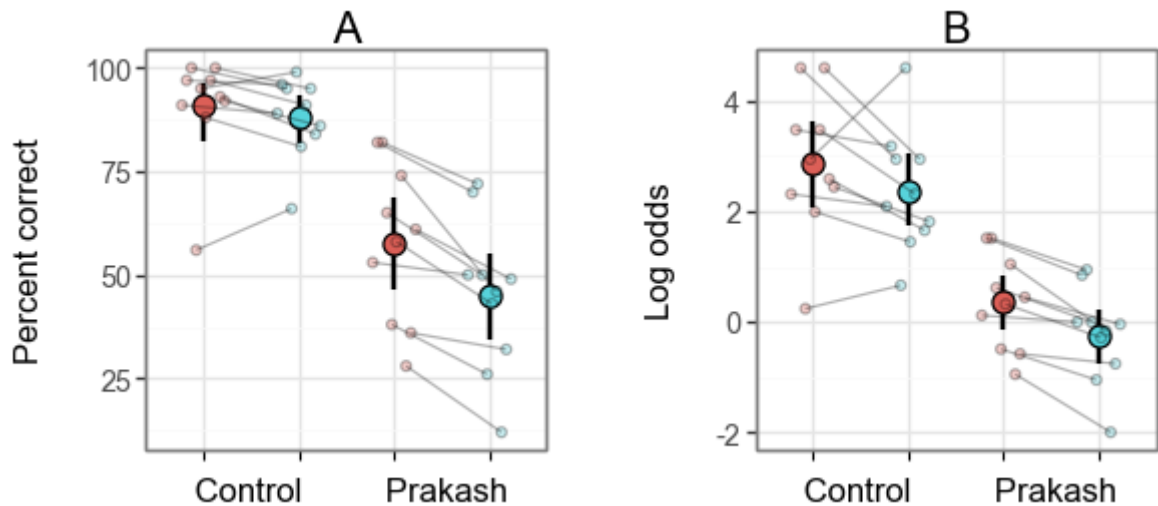 A
Percent correct
100
75
50
25
Control
Prakash
B
Log odds
4
2
0
-2
Control
Prakash